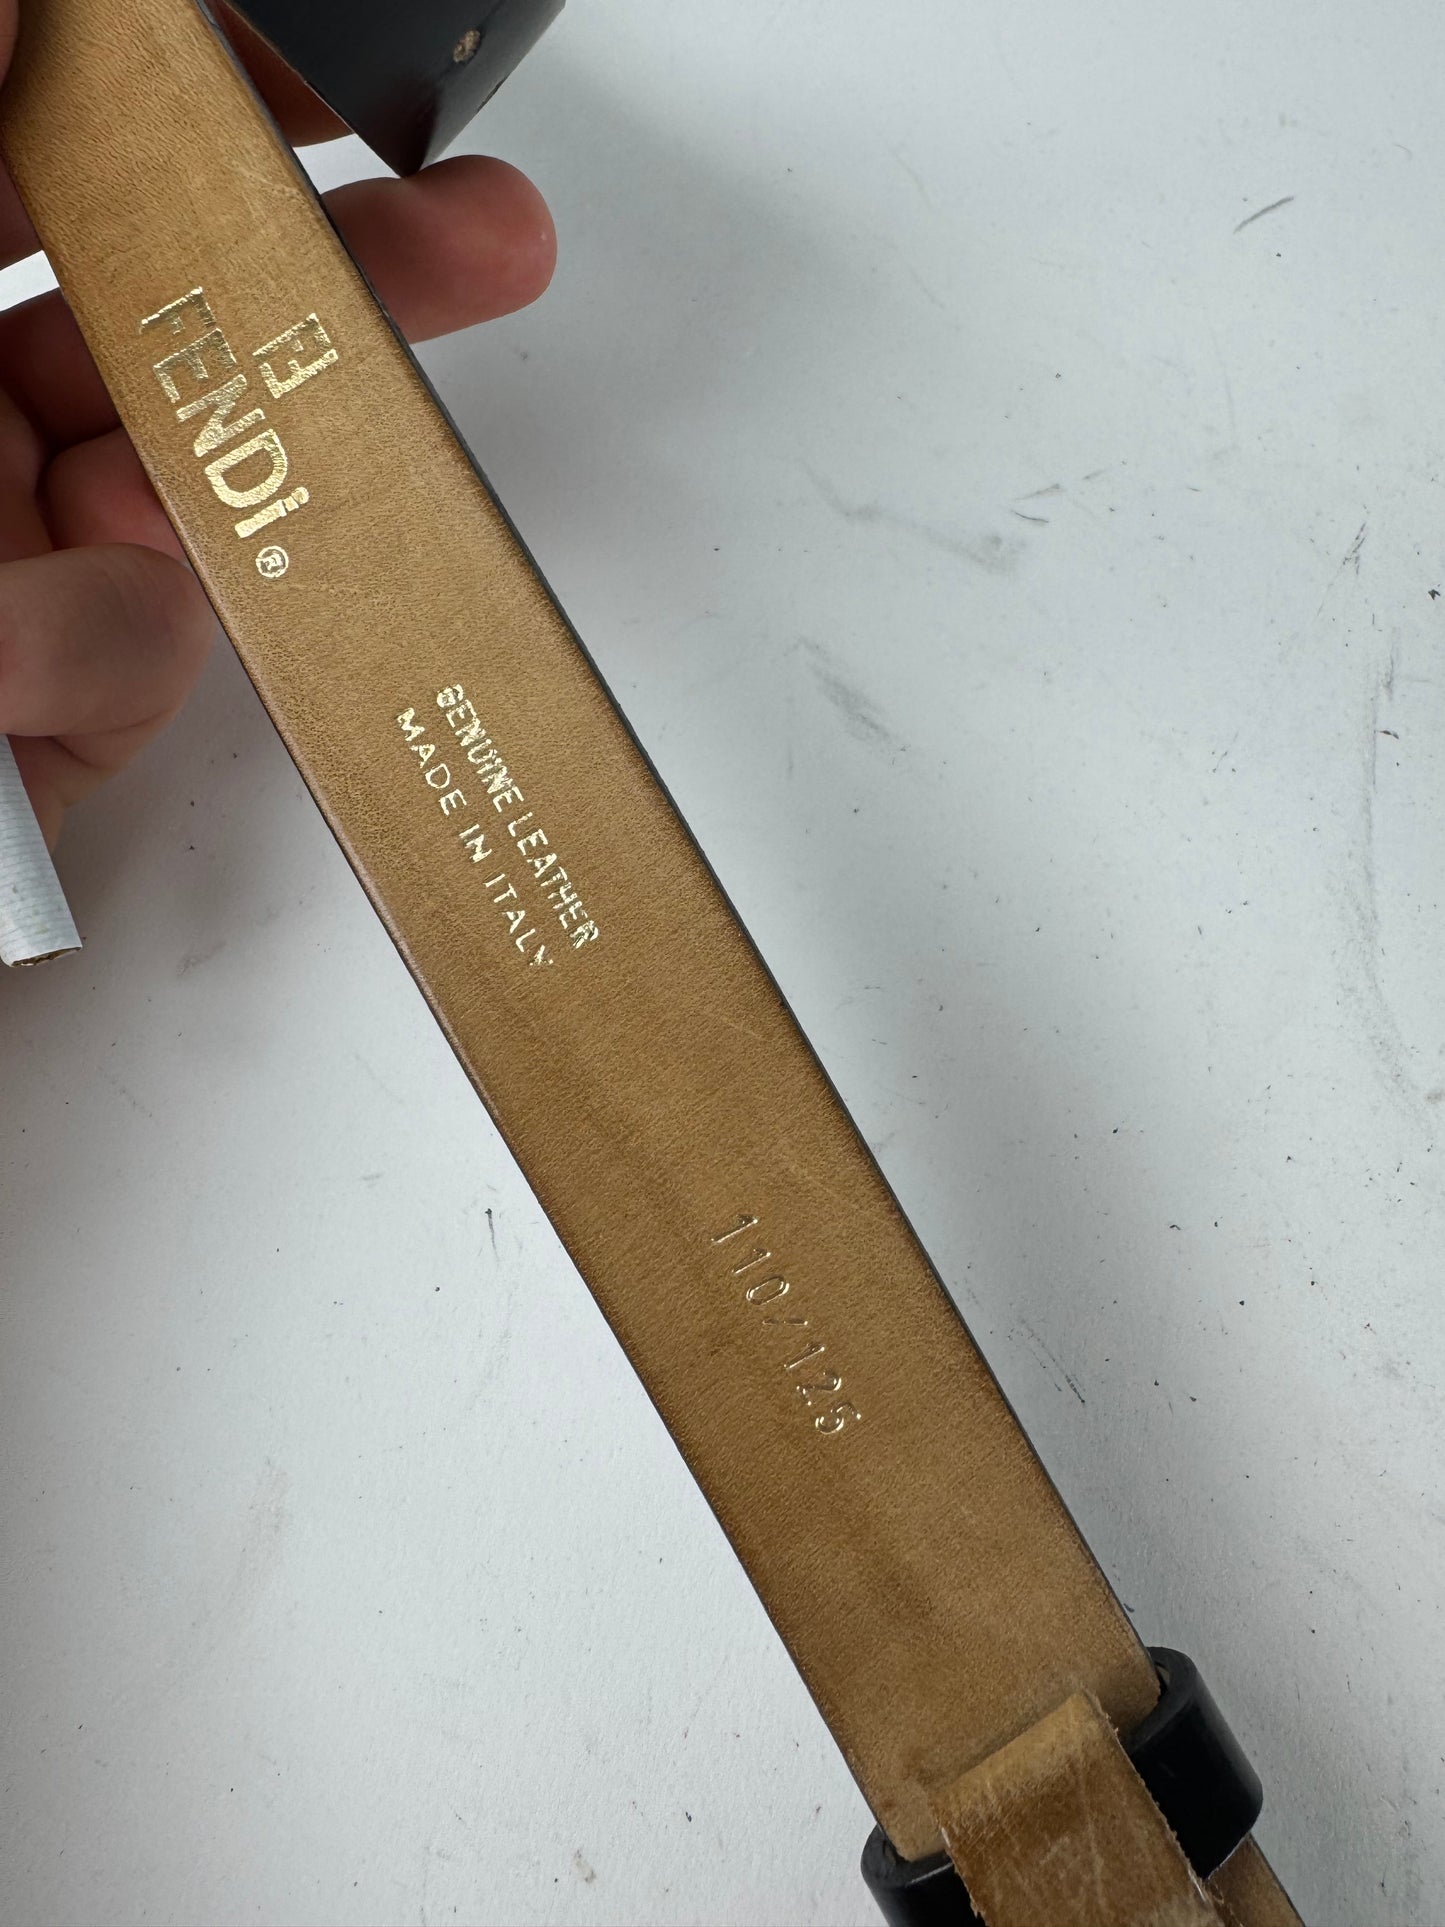 FENDi®
GENUINE LEATHER
MADE IN ITALY
110/125